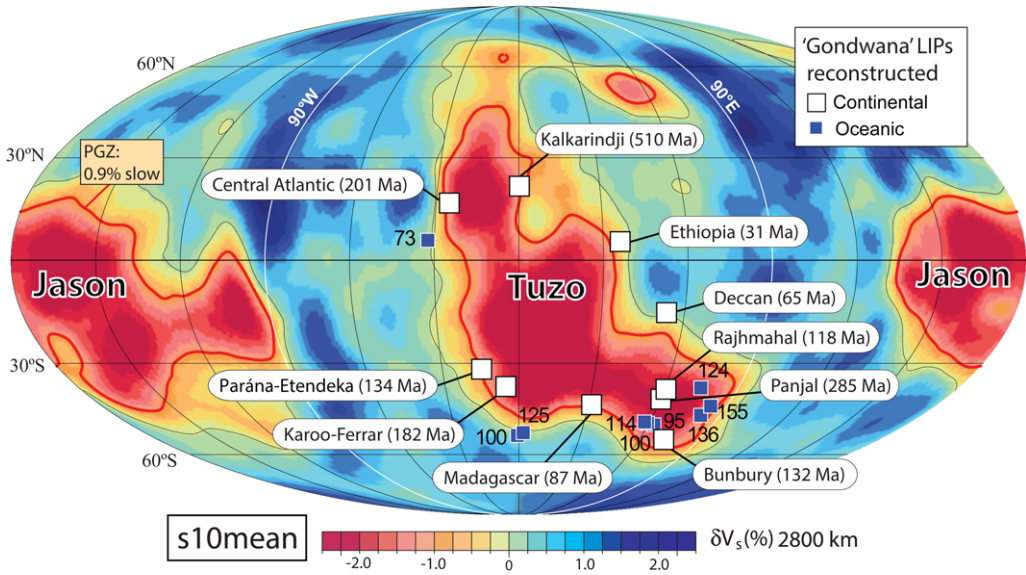 60°N
30°N
30°S
60°S
90°W
90°E
'Gondwana' LIPs
reconstructed
Continental
Oceanic
PGZ:
0.9% slow
Kalkarindji (510 Ma)
Central Atlantic (201 Ma)
73
Ethiopia (31 Ma)
Jason
Tuzo
Jason
Deccan (65 Ma)
Rajhmahal (118 Ma)
124
Parána-Etendeka (134 Ma)
Panjal (285 Ma)
155
Karoo-Ferrar (182 Ma)
125
100
114
95
100
136
Madagascar (87 Ma)
Bunbury (132 Ma)
s10mean
-2.0 -1.0 0 1.0 2.0
δVs(%) 2800 km